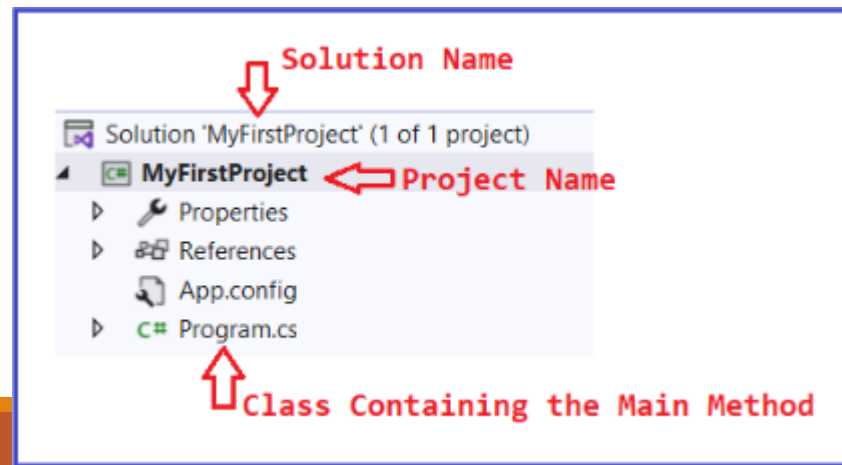 Solution Name
Solution 'MyFirstProject' (1 of 1 project)
C# MyFirstProject Project Name
Properties
References
App.config
C# Program.cs
Class Containing the Main Method